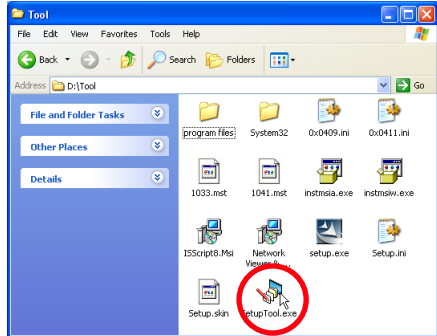 Tool
File Edit View Favorites Tools Help
Back Search Folders
Address D:\Tool Go
File and Folder Tasks
Other Places
Details
program files System32 0x0409.ini 0x0411.ini
1033.mst 1041.mst instmsia.exe instmsiw.exe
ISScript8.Msi Network setup.exe Setup.ini
Viewer
Setup.skin SetupTool.exe